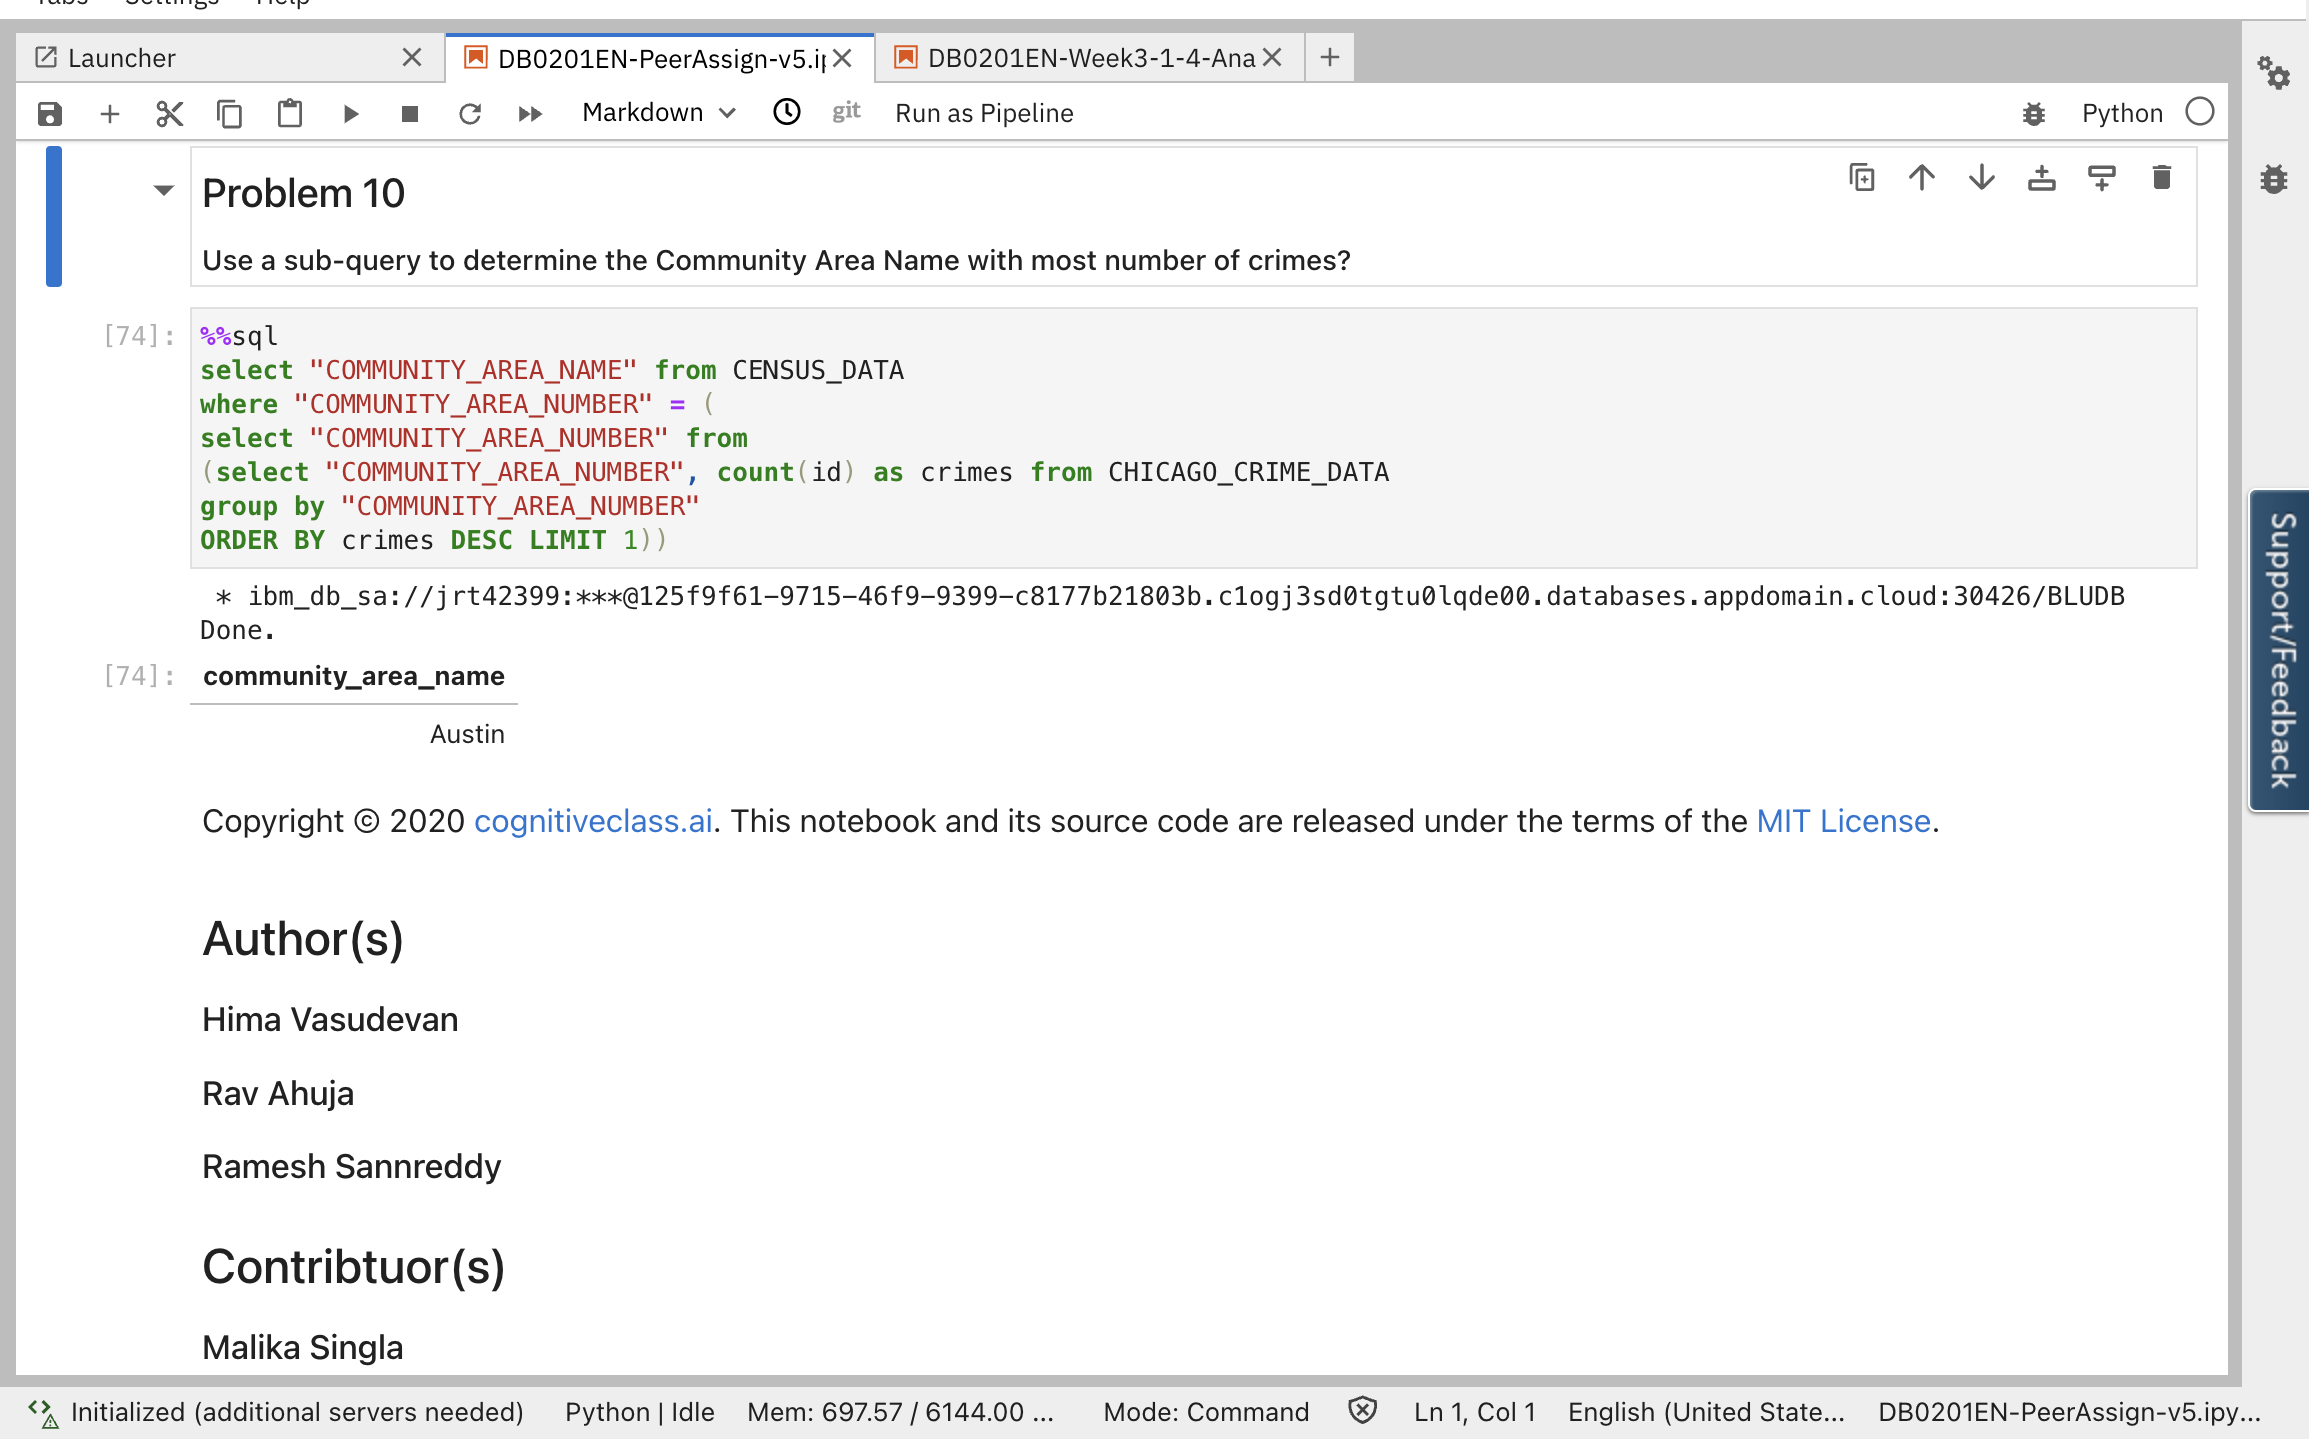 Tabs Settings Help
Launcher
DB0201EN-PeerAssign-v5.ip
DB0201EN-Week3-1-4-Ana
Markdown
git
Run as Pipeline
Python
Problem 10
Use a sub-query to determine the Community Area Name with most number of crimes?
[74]:
%%sql
select "COMMUNITY_AREA_NAME" from CENSUS_DATA
where "COMMUNITY_AREA_NUMBER" = (
select "COMMUNITY_AREA_NUMBER" from
(select "COMMUNITY_AREA_NUMBER", count(id) as crimes from CHICAGO_CRIME_DATA
group by "COMMUNITY_AREA_NUMBER"
ORDER BY crimes DESC LIMIT 1))
* ibm_db_sa://jrt42399:***@125f9f61-9715-46f9-9399-c8177b21803b.c1ogj3sd0tgtu0lqde00.databases.appdomain.cloud:30426/BLUDB
Done.
[74]:
community_area_name
Austin
Copyright © 2020 cognitiveclass.ai. This notebook and its source code are released under the terms of the MIT License.
Author(s)
Hima Vasudevan
Rav Ahuja
Ramesh Sannreddy
Contribtuor(s)
Malika Singla
Support/Feedback
Initialized (additional servers needed)
Python | Idle
Mem: 697.57 / 6144.00 ...
Mode: Command
Ln 1, Col 1
English (United State...
DB0201EN-PeerAssign-v5.ipy...